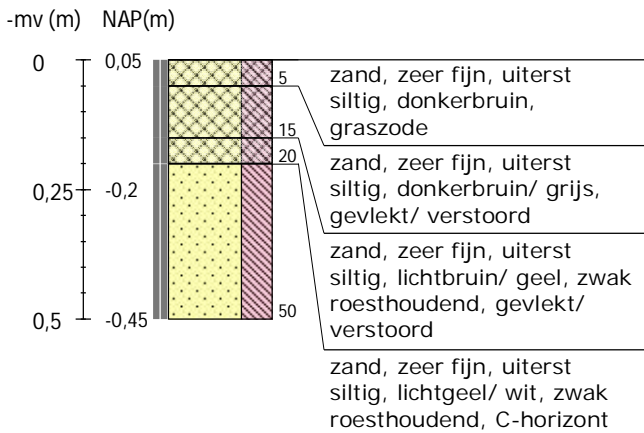 -mv (m) NAP(m)
0 0,05
5
zand, zeer fijn, uiterst
siltig, donkerbruin,
graszode
15
20
zand, zeer fijn, uiterst
siltig, donkerbruin/ grijs,
gevlekt/ verstoord
0,25 -0,2
zand, zeer fijn, uiterst
siltig, lichtbruin/ geel, zwak
roesthoudend, gevlekt/
verstoord
0,5 -0,45 50
zand, zeer fijn, uiterst
siltig, lichtgeel/ wit, zwak
roesthoudend, C-horizont